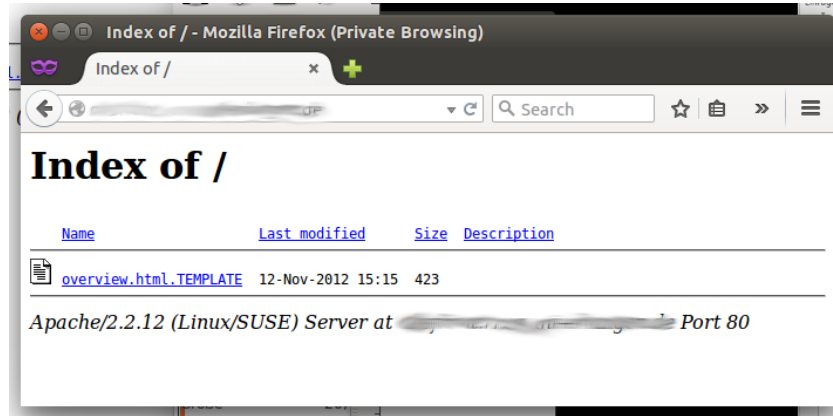 Index of / - Mozilla Firefox (Private Browsing)
Index of /
Search
Index of /
Name Last modified Size Description
overview.html.TEMPLATE 12-Nov-2012 15:15 423
Apache/2.2.12 (Linux/SUSE) Server at Port 80